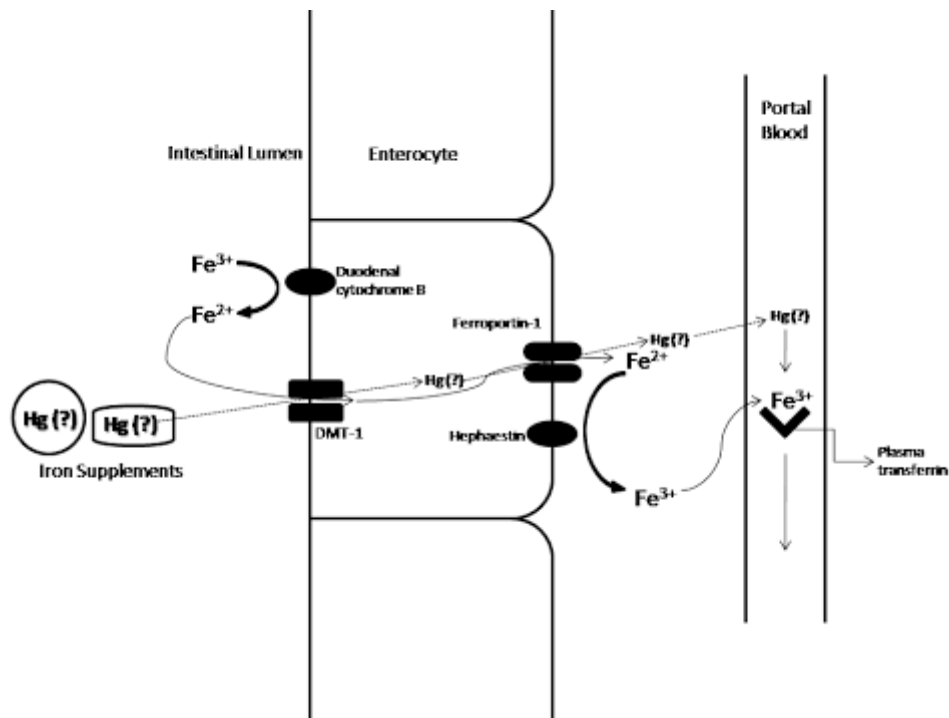 Portal
Blood
Intestinal Lumen
Enterocyte
Fe³⁺
Duodenal
cytochrome B
Fe²⁺
Ferroportin-1
Hg(?)
Hg(?)
Fe²⁺
Hg(?)
Hg (?)
Hg (?)
Iron Supplements
DMT-1
Hephaestin
Fe³⁺
Fe³⁺
Plasma
transferrin